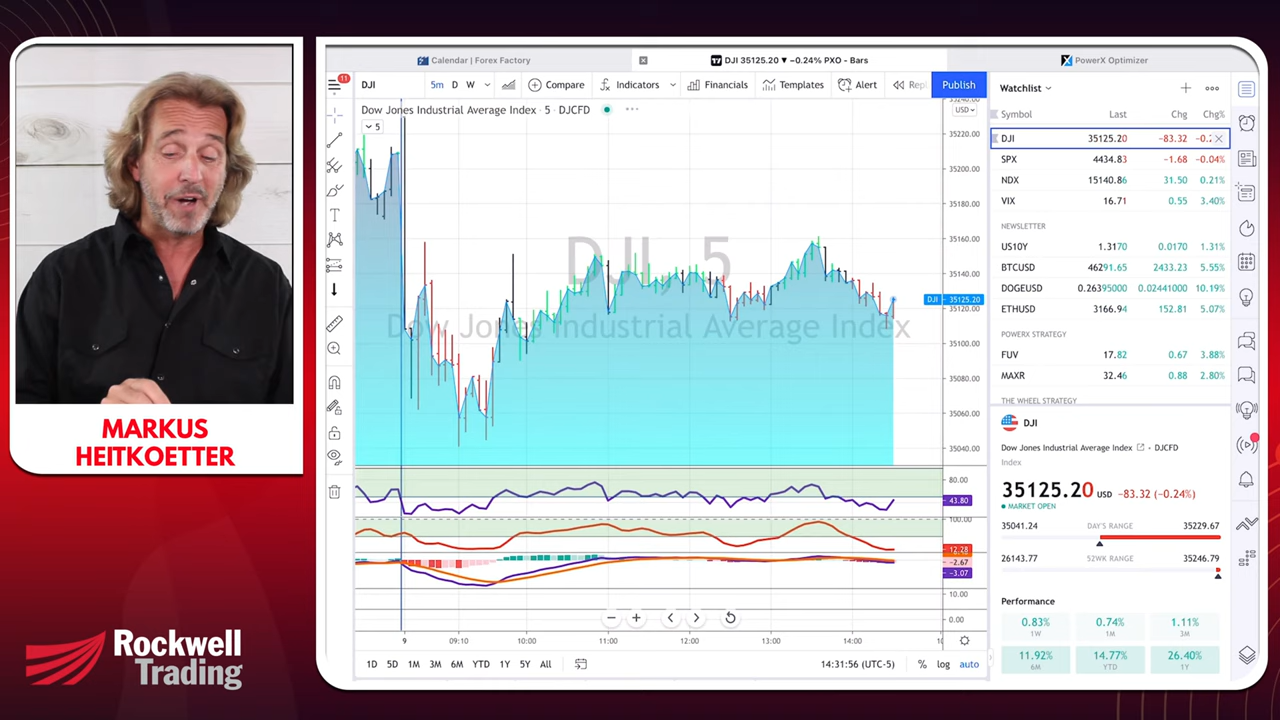 MARKUS
HEITKOETTER
Rockwell
Trading
Calendar | Forex Factory
DJI 35125.20 ▼ −0.24% PXO - Bars
PowerX Optimizer
11
DJI
5m D W
Compare
Indicators
Financials
Templates
Alert
Rep
Publish
Dow Jones Industrial Average Index · 5 · DJCFD
5
DJI, 5
Dow Jones Industrial Average Index
USD
35240.00
35220.00
35200.00
35180.00
35160.00
35140.00
DJI 35125.20
35120.00
35100.00
35080.00
35060.00
35040.00
80.00
43.80
100.00
12.28
−2.67
−3.07
10.00
0.00
9 09:10 10:00 11:00 12:00 13:00 14:00
1D 5D 1M 3M 6M YTD 1Y 5Y All
14:31:56 (UTC-5) % log auto
Watchlist
Symbol Last Chg Chg%
DJI 35125.20 −83.32
SPX 4434.83 −1.68 −0.04%
NDX 15140.86 31.50 0.21%
VIX 16.71 0.55 3.40%
NEWSLETTER
US10Y 1.3170 0.0170 1.31%
BTCUSD 46291.65 2433.23 5.55%
DOGEUSD 0.26395000 0.02441000 10.19%
ETHUSD 3166.94 152.81 5.07%
POWERX STRATEGY
FUV 17.82 0.67 3.88%
MAXR 32.46 0.88 2.80%
THE WHEEL STRATEGY
DJI
Dow Jones Industrial Average Index · DJCFD
Index
35125.20 USD −83.32 (−0.24%)
MARKET OPEN
35041.24 DAY'S RANGE 35229.67
26143.77 52WK RANGE 35246.79
Performance
0.83% 0.74% 1.11%
1W 1M 3M
11.92% 14.77% 26.40%
6M YTD 1Y